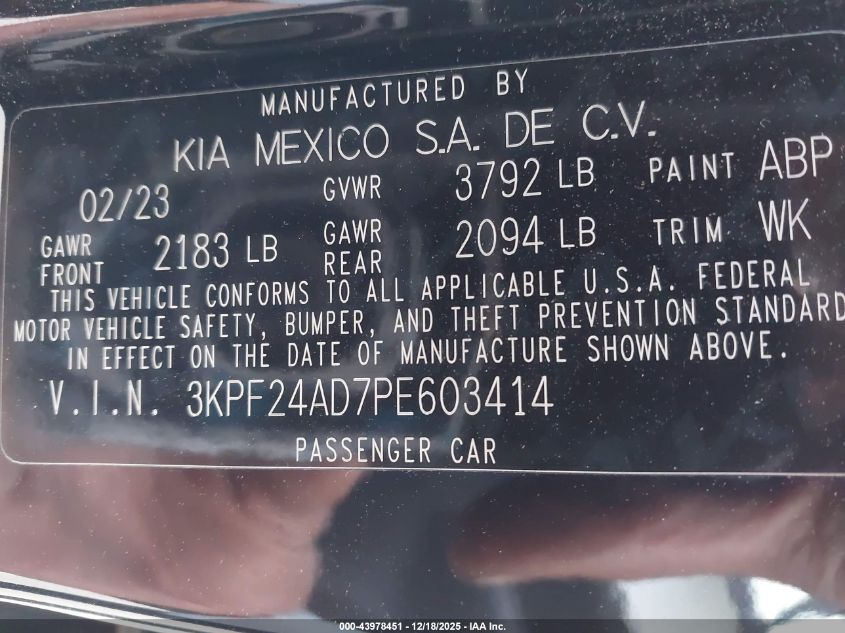 MANUFACTURED BY
KIA MEXICO S.A. DE C.V.
02/23 GVWR 3792 LB PAINT ABP
GAWR FRONT 2183 LB GAWR REAR 2094 LB TRIM WK
THIS VEHICLE CONFORMS TO ALL APPLICABLE U.S.A. FEDERAL
MOTOR VEHICLE SAFETY, BUMPER, AND THEFT PREVENTION STANDARD
IN EFFECT ON THE DATE OF MANUFACTURE SHOWN ABOVE.
V.I.N. 3KPF24AD7PE603414
PASSENGER CAR
000-43978451 - 12/18/2025 - IAA Inc.